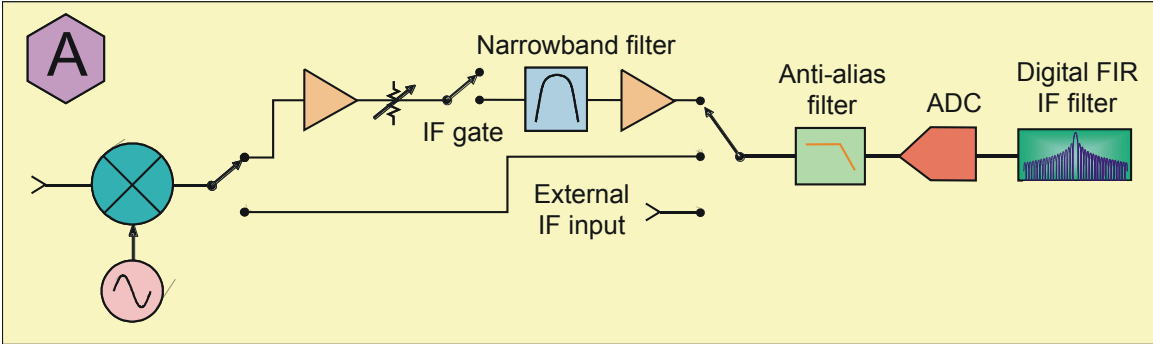 A
Narrowband filter
IF gate
Anti-alias
filter
ADC
Digital FIR
IF filter
External
IF input